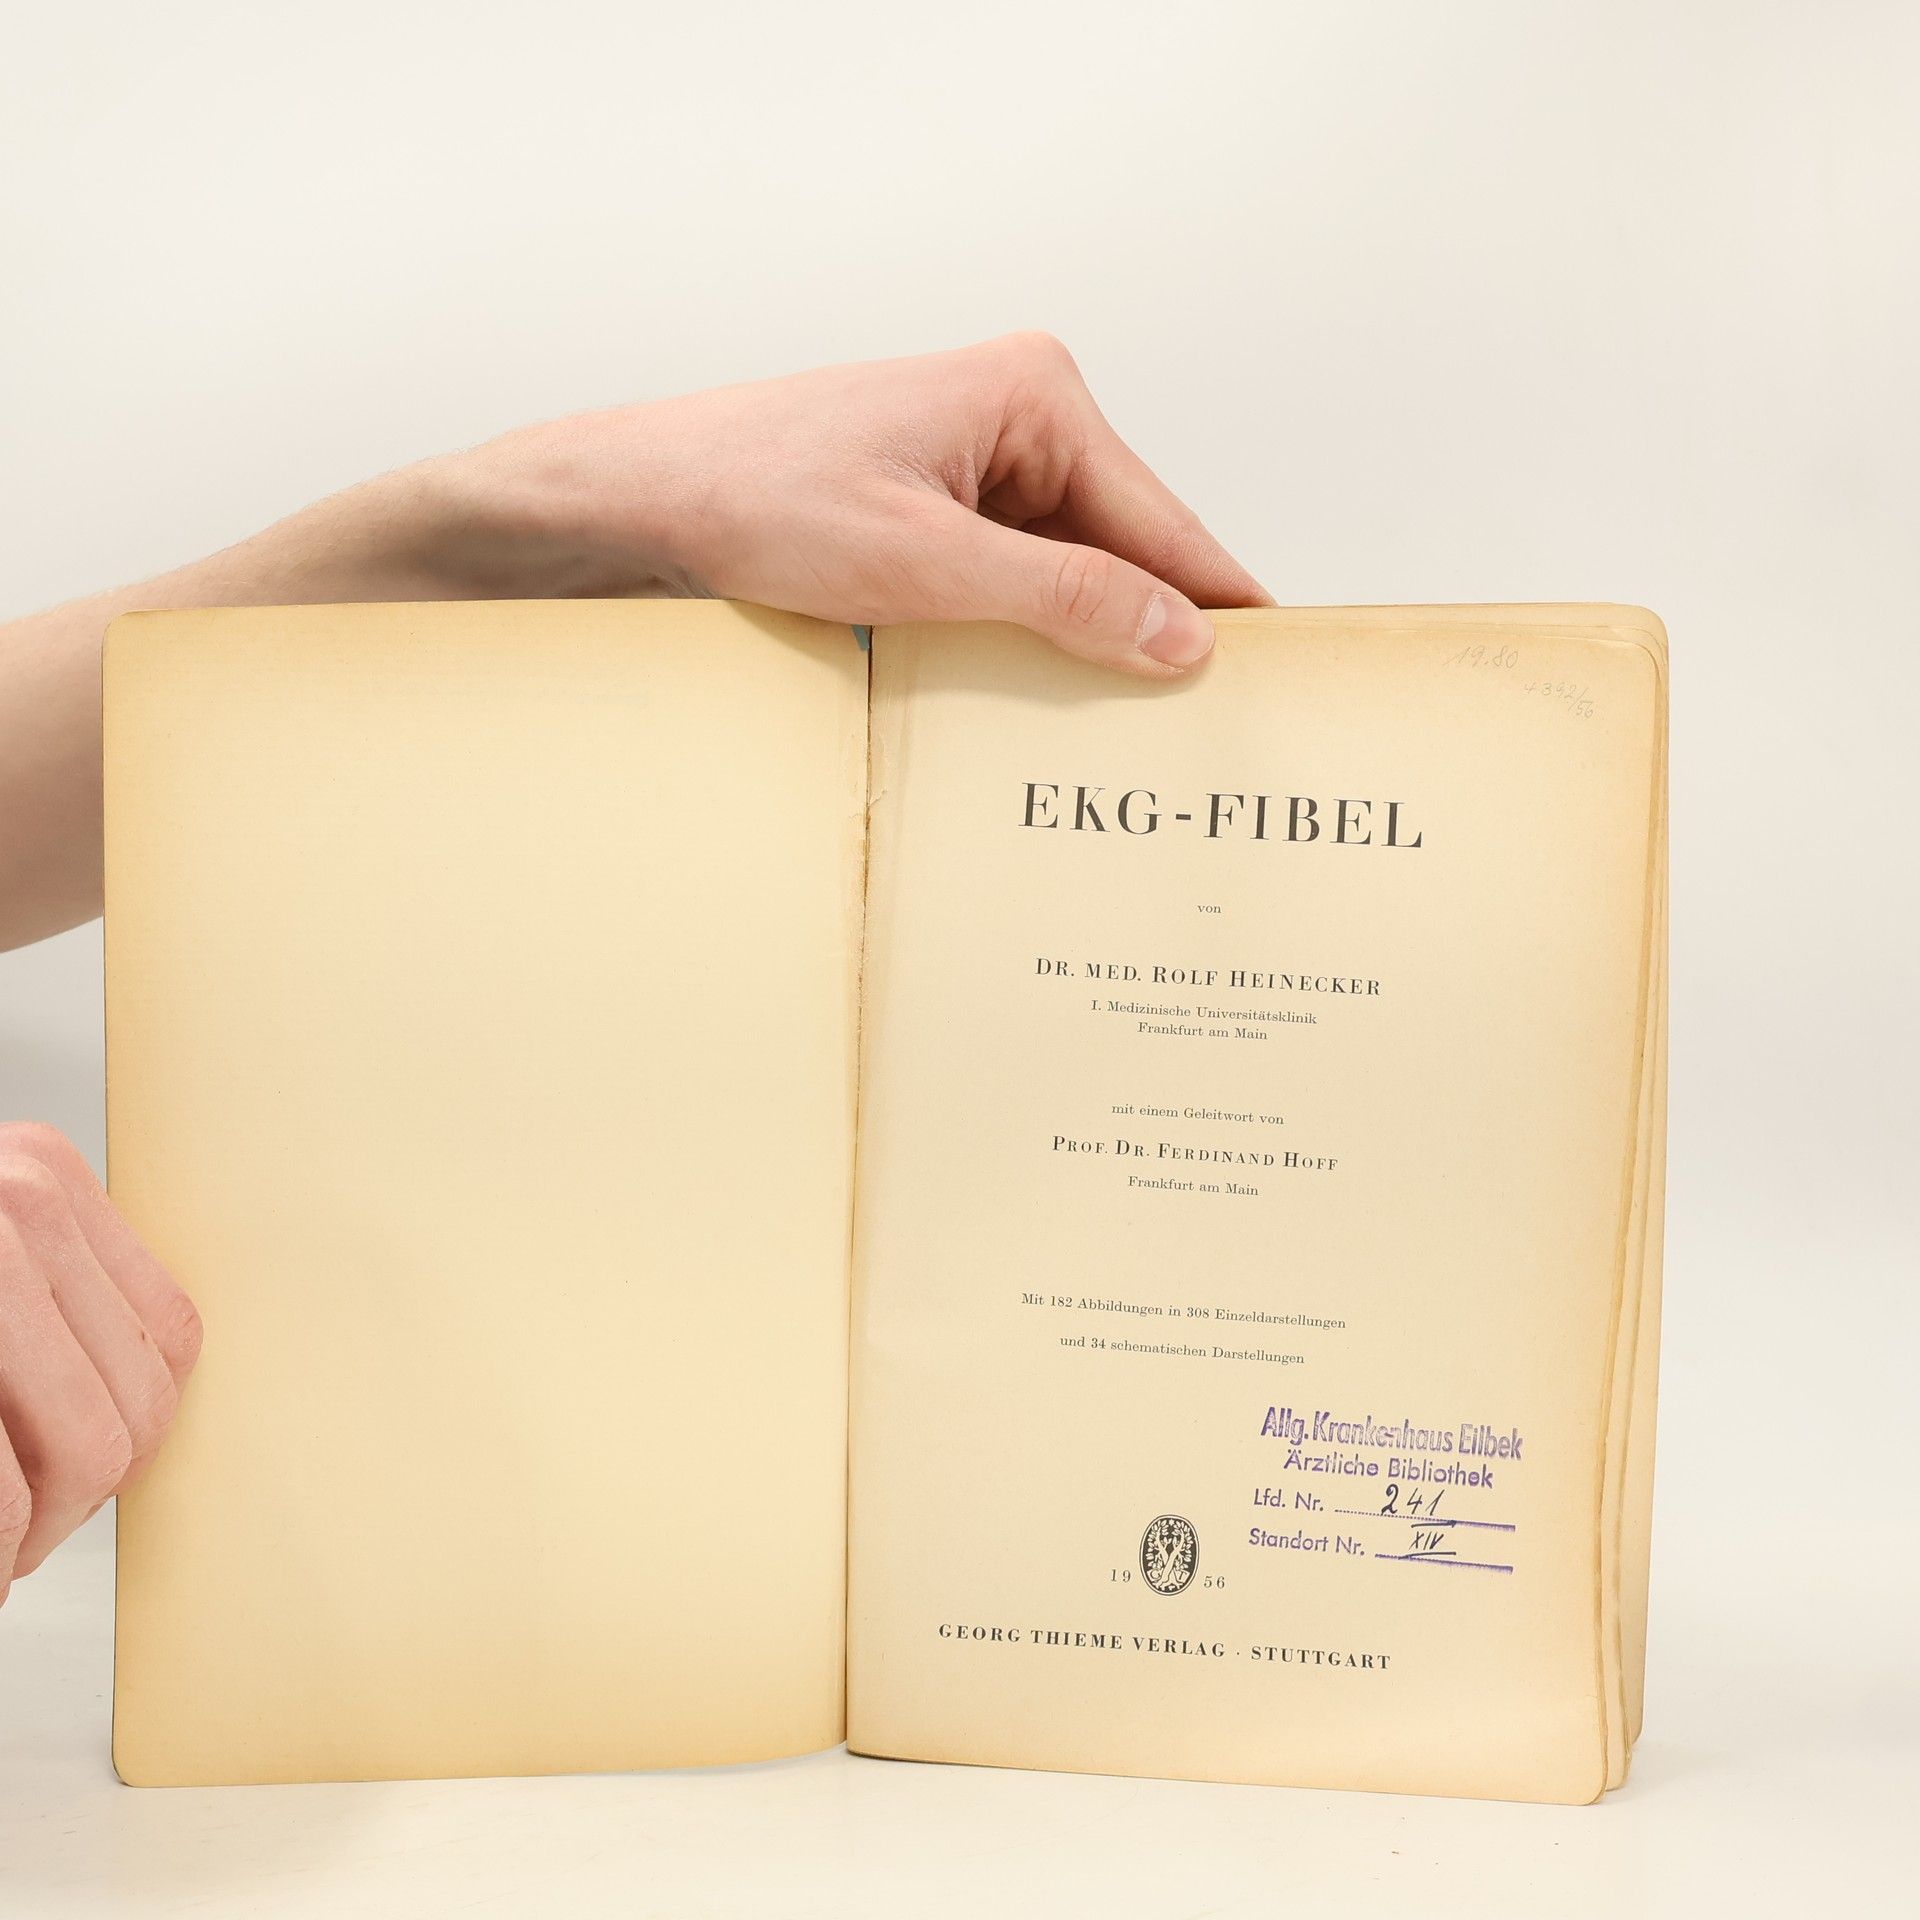 19.80
4392/56
EKG-FIBEL
von
DR. MED. ROLF HEINECKER
I. Medizinische Universitätsklinik
Frankfurt am Main
mit einem Geleitwort von
PROF. DR. FERDINAND HOFF
Frankfurt am Main
Mit 182 Abbildungen in 308 Einzeldarstellungen
und 34 schematischen Darstellungen
Allg. Krankenhaus Eilbek
Ärztliche Bibliothek
Lfd. Nr. 241
Standort Nr. XIV
19 56
GEORG THIEME VERLAG · STUTTGART